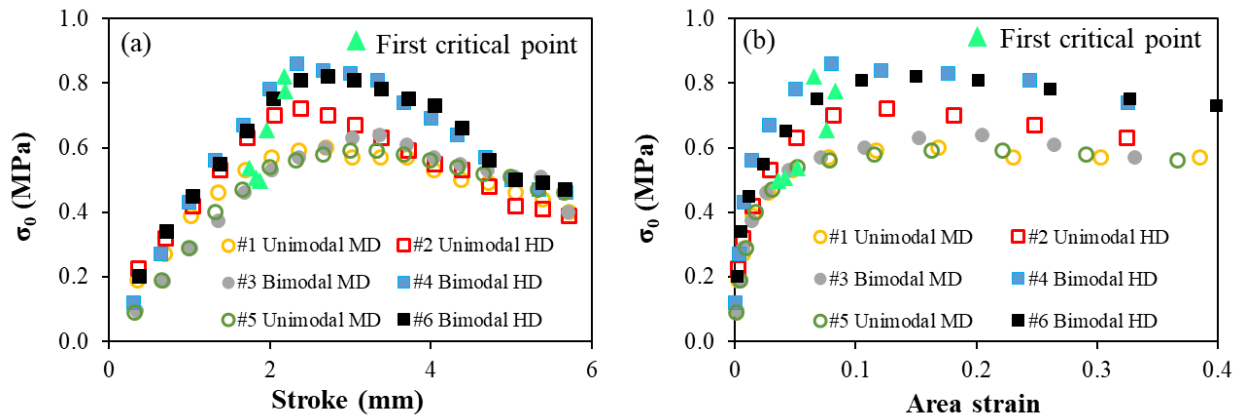 (a)
First critical point
1.0
0.8
0.6
0.4
0.2
0.0
σ₀ (MPa)
#1 Unimodal MD
#2 Unimodal HD
#3 Bimodal MD
#4 Bimodal HD
#5 Unimodal MD
#6 Bimodal HD
0
2
4
6
Stroke (mm)
(b)
First critical point
1.0
0.8
0.6
0.4
0.2
0.0
σ₀ (MPa)
#1 Unimodal MD
#2 Unimodal HD
#3 Bimodal MD
#4 Bimodal HD
#5 Unimodal MD
#6 Bimodal HD
0
0.1
0.2
0.3
0.4
Area strain